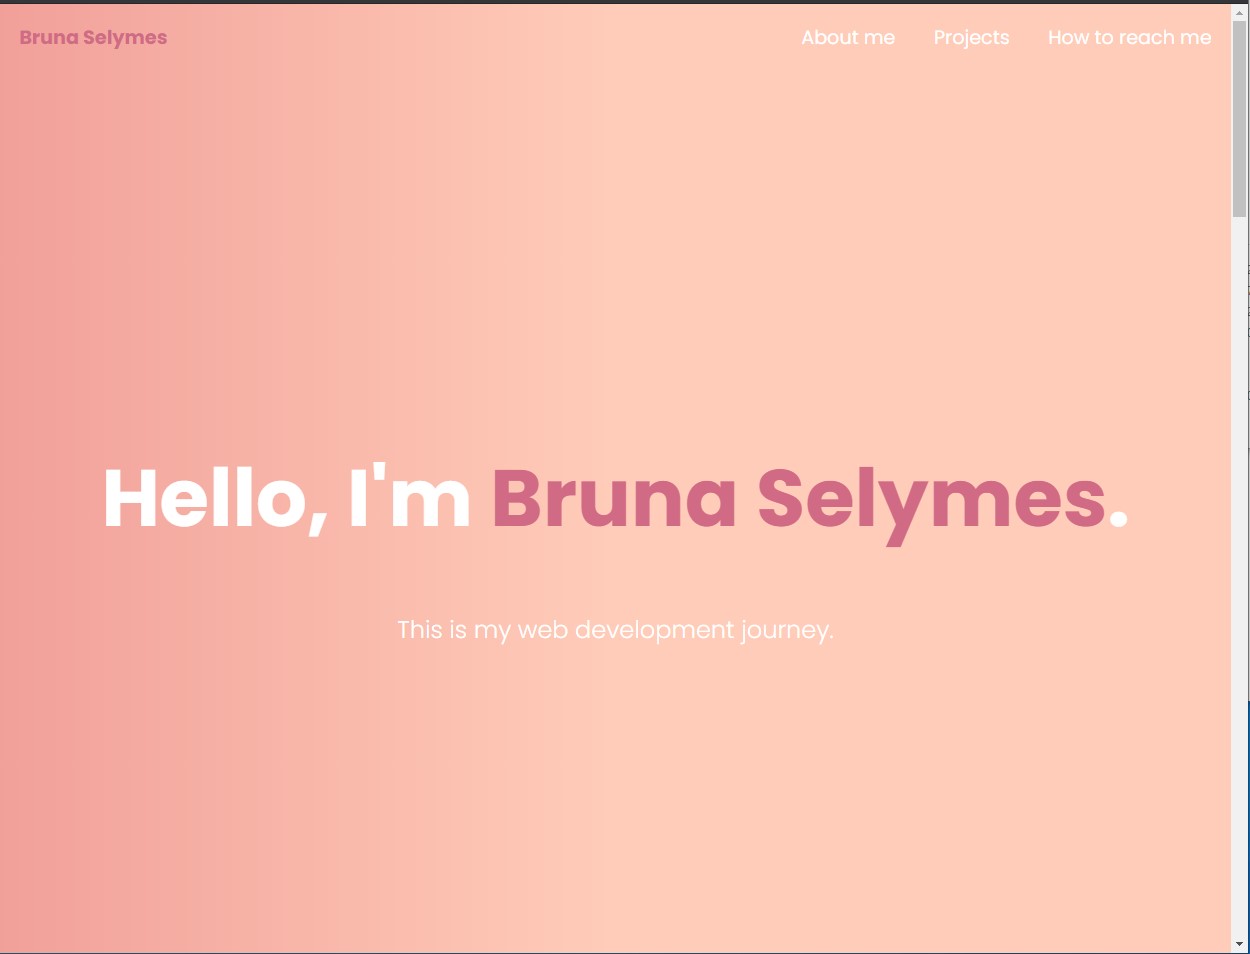 Bruna Selymes
About me Projects How to reach me
Hello, I'm Bruna Selymes.
This is my web development journey.